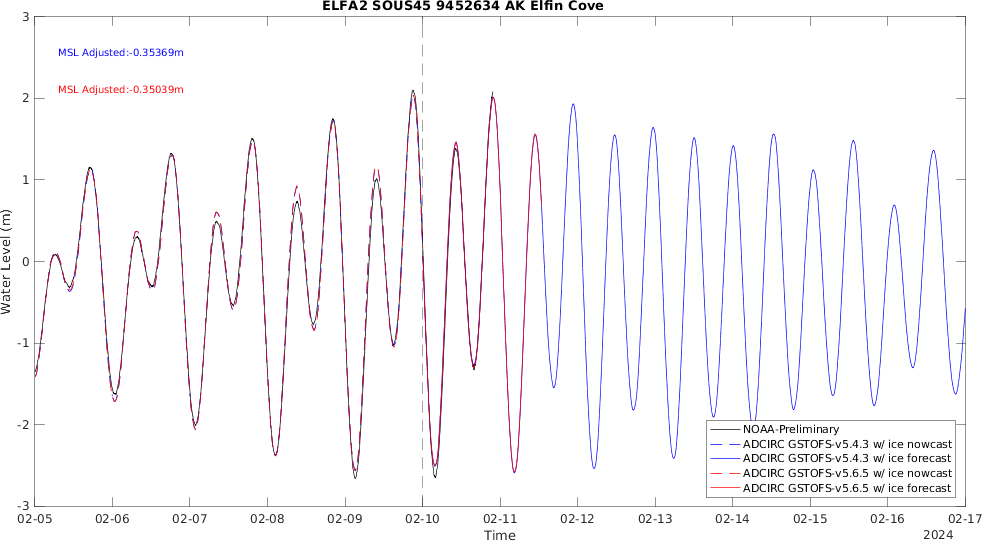 ELFA2 SOUS45 9452634 AK Elfin Cove
MSL Adjusted:-0.35369m
MSL Adjusted:-0.35039m
Water Level (m)
3
2
1
0
-1
-2
-3
NOAA-Preliminary
ADCIRC GSTOFS-v5.4.3 w/ ice nowcast
ADCIRC GSTOFS-v5.4.3 w/ ice forecast
ADCIRC GSTOFS-v5.6.5 w/ ice nowcast
ADCIRC GSTOFS-v5.6.5 w/ ice forecast
02-05 02-06 02-07 02-08 02-09 02-10 02-11 02-12 02-13 02-14 02-15 02-16 02-17
Time
2024